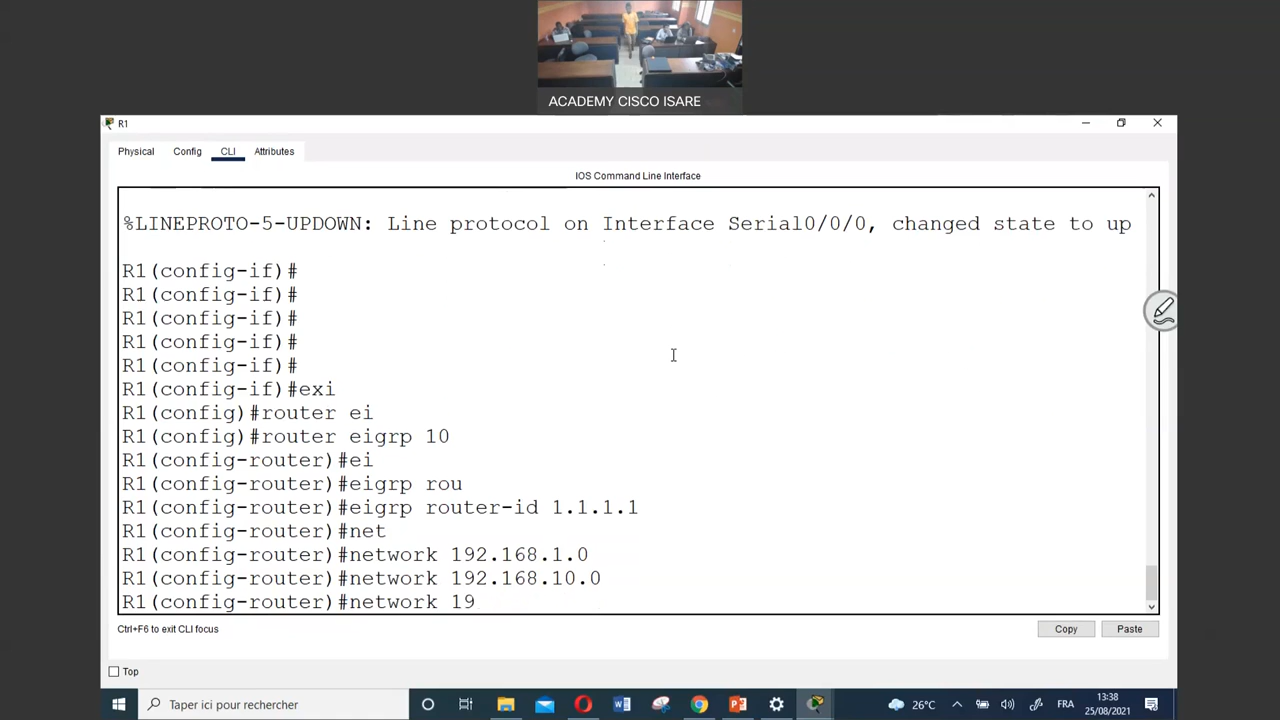 ACADEMY CISCO ISARE
R1
Physical Config CLI Attributes
IOS Command Line Interface
%LINEPROTO-5-UPDOWN: Line protocol on Interface Serial0/0/0, changed state to up
R1(config-if)#
R1(config-if)#
R1(config-if)#
R1(config-if)#
R1(config-if)#
R1(config-if)#exi
R1(config)#router ei
R1(config)#router eigrp 10
R1(config-router)#ei
R1(config-router)#eigrp rou
R1(config-router)#eigrp router-id 1.1.1.1
R1(config-router)#net
R1(config-router)#network 192.168.1.0
R1(config-router)#network 192.168.10.0
R1(config-router)#network 19
Ctrl+F6 to exit CLI focus
Copy Paste
Top
Taper ici pour rechercher
26°C FRA 13:38
25/08/2021